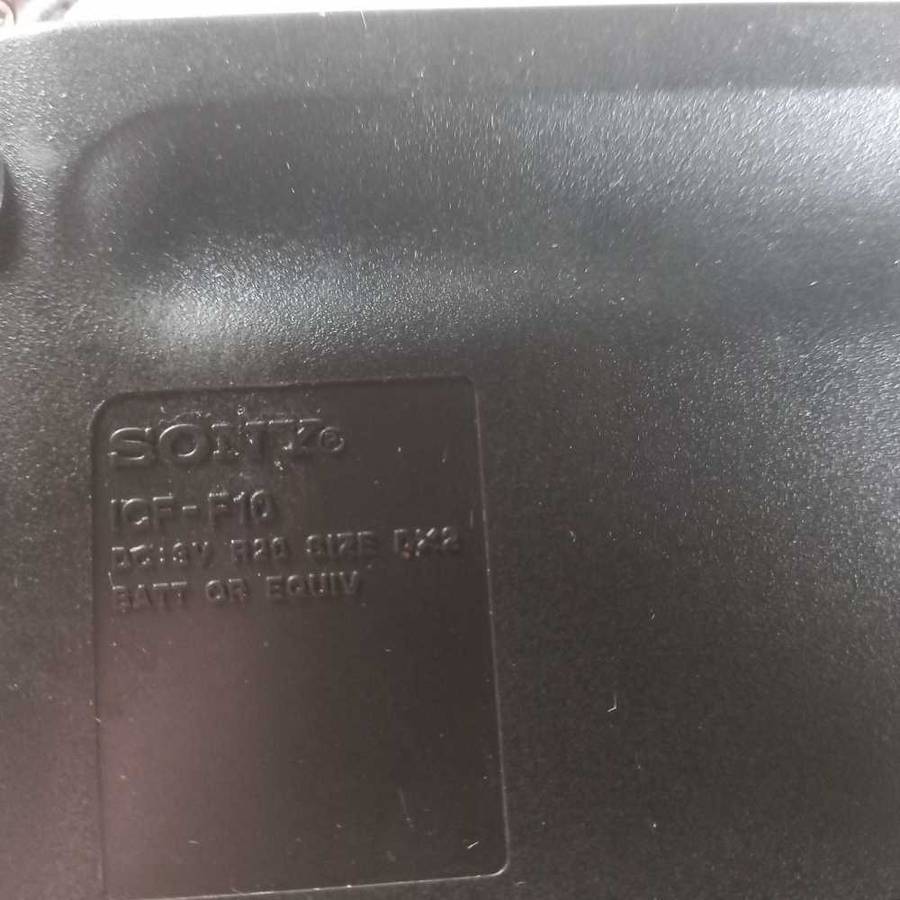 SONY®
ICF-F10
DC:3V R20 SIZE DX2
BATT OR EQUIV